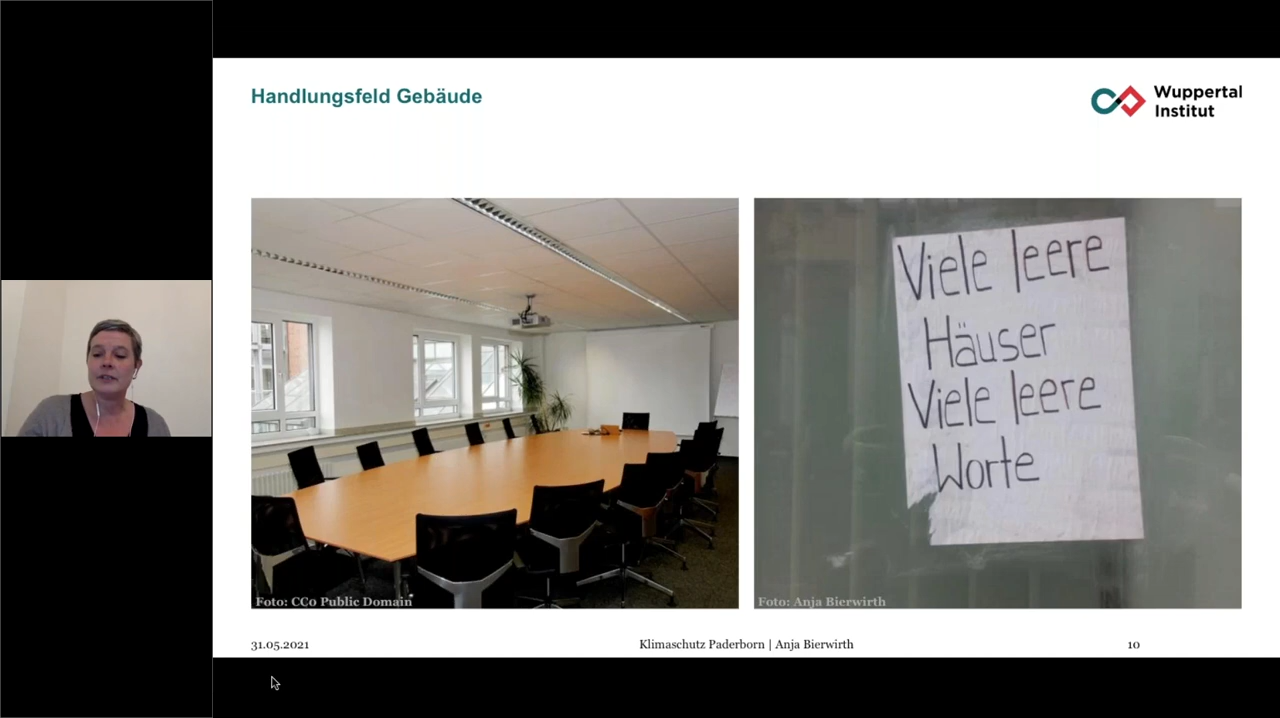 Handlungsfeld Gebäude
Wuppertal
Institut
Viele leere
Häuser
Viele leere
Worte
Foto: CC0 Public Domain
Foto: Anja Bierwirth
31.05.2021
Klimaschutz Paderborn | Anja Bierwirth
10